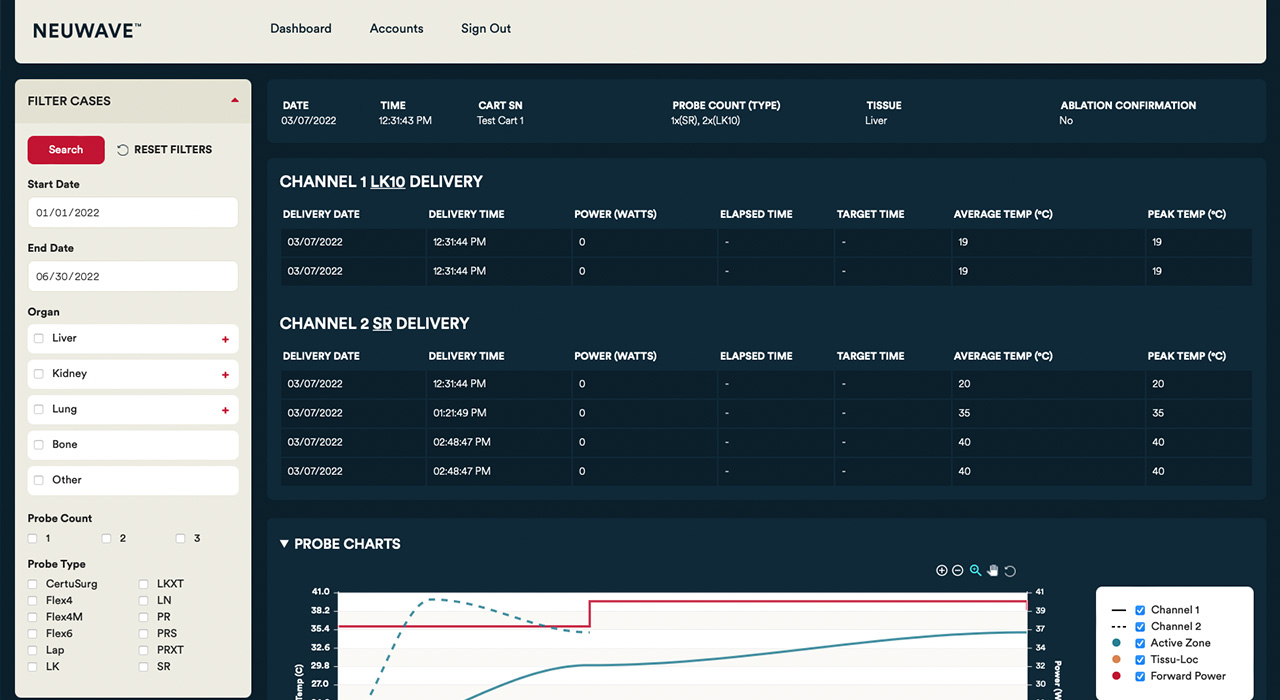 NEUWAVE™ Dashboard Accounts Sign Out
FILTER CASES
Search RESET FILTERS
Start Date
01/01/2022
End Date
06/30/2022
Organ
Liver +
Kidney +
Lung +
Bone
Other
Probe Count
1 2 3
Probe Type
CertuSurg LKXT
Flex4 LN
Flex4M PR
Flex6 PRS
Lap PRXT
LK SR
DATE TIME CART SN PROBE COUNT (TYPE) TISSUE ABLATION CONFIRMATION
03/07/2022 12:31:43 PM Test Cart 1 1x(SR), 2x(LK10) Liver No
CHANNEL 1 LK10 DELIVERY
DELIVERY DATE DELIVERY TIME POWER (WATTS) ELAPSED TIME TARGET TIME AVERAGE TEMP (ºC) PEAK TEMP (ºC)
03/07/2022 12:31:44 PM 0 - - 19 19
03/07/2022 12:31:44 PM 0 - - 19 19
CHANNEL 2 SR DELIVERY
DELIVERY DATE DELIVERY TIME POWER (WATTS) ELAPSED TIME TARGET TIME AVERAGE TEMP (ºC) PEAK TEMP (ºC)
03/07/2022 12:31:44 PM 0 - - 20 20
03/07/2022 01:21:49 PM 0 - - 35 35
03/07/2022 02:48:47 PM 0 - - 40 40
03/07/2022 02:48:47 PM 0 - - 40 40
▼ PROBE CHARTS
41.0 41
38.2 39
35.4 37
32.6 34
29.8 32
27.0 30
Temp (C)
Power
Channel 1
Channel 2
Active Zone
Tissu-Loc
Forward Power